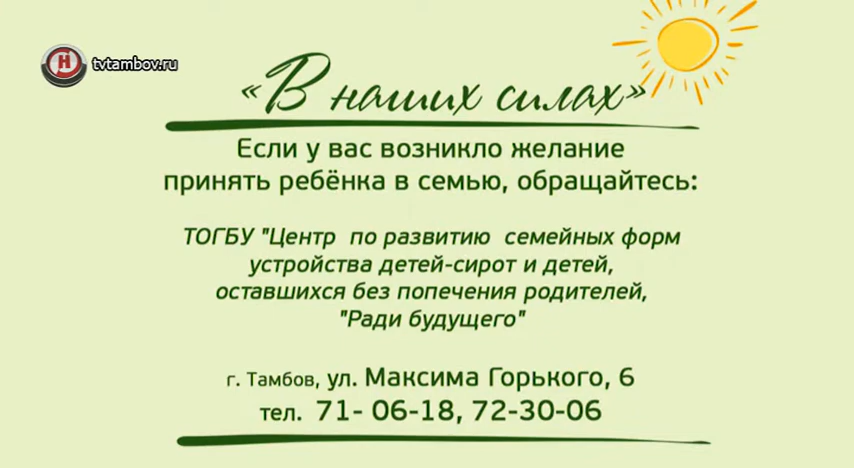 Н
tvtambov.ru
«В наших силах»
Если у вас возникло желание
принять ребёнка в семью, обращайтесь:
ТОГБУ "Центр по развитию семейных форм
устройства детей-сирот и детей,
оставшихся без попечения родителей,
"Ради будущего"
г. Тамбов, ул. Максима Горького, 6
тел. 71- 06-18, 72-30-06